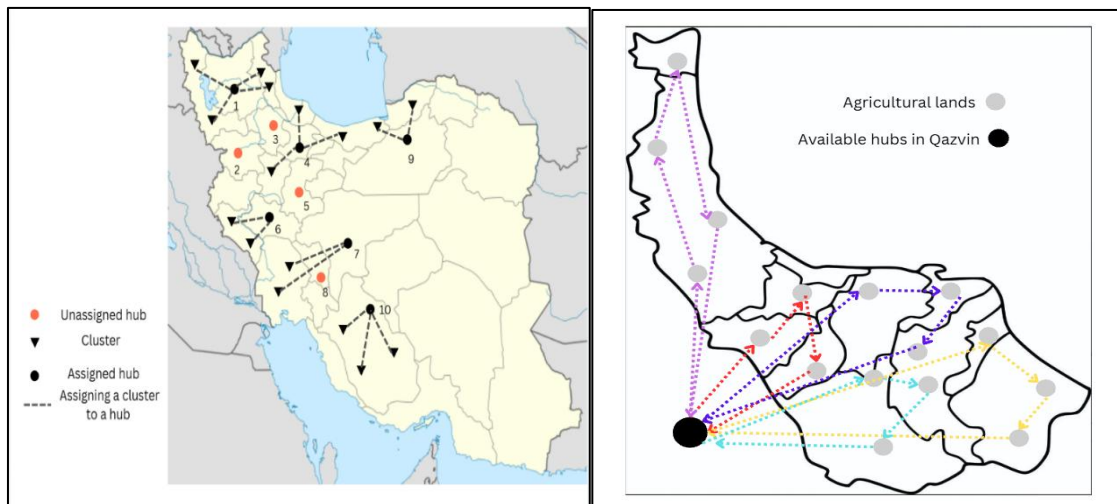 1
3
2
4
9
5
6
7
8
10
Unassigned hub
Cluster
Assigned hub
Assigning a cluster
to a hub
Agricultural lands
Available hubs in Qazvin